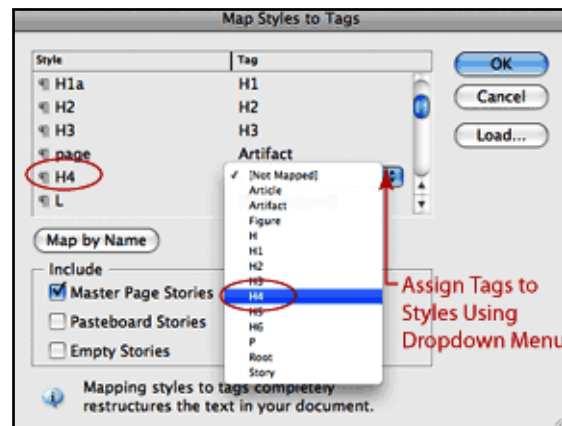 Map Styles to Tags
Style Tag
¶ H1a H1
¶ H2 H2
¶ H3 H3
¶ page Artifact
¶ H4
¶ L
✓ [Not Mapped]
Article
Artifact
Figure
H
H1
H2
H3
H4
H5
H6
P
Root
Story
OK
Cancel
Load...
Map by Name
Include
Master Page Stories
Pasteboard Stories
Empty Stories
Assign Tags to
Styles Using
Dropdown Menu
Mapping styles to tags completely
restructures the text in your document.